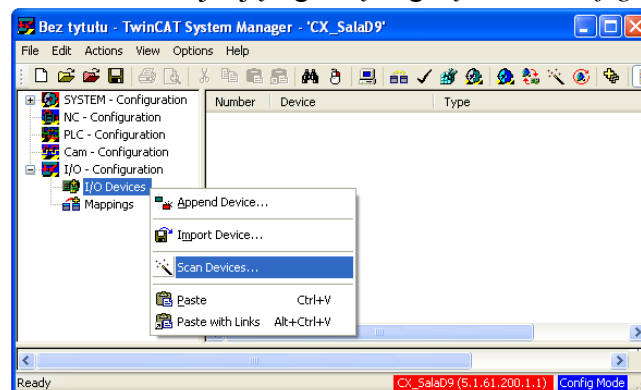 Bez tytułu - TwinCAT System Manager - 'CX_SalaD9'
File Edit Actions View Options Help
SYSTEM - Configuration
NC - Configuration
PLC - Configuration
Cam - Configuration
I/O - Configuration
I/O Devices
Mappings
Number Device Type
Append Device...
Import Device...
Scan Devices...
Paste Ctrl+V
Paste with Links Alt+Ctrl+V
Ready CX_SalaD9 (5.1.61.200.1.1) Config Mode